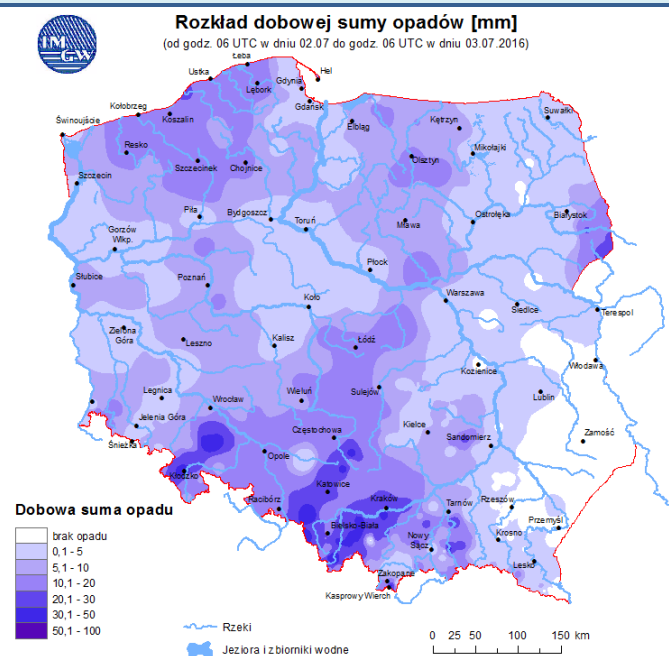 IM
GW
Rozkład dobowej sumy opadów [mm]
(od godz. 06 UTC w dniu 02.07 do godz. 06 UTC w dniu 03.07.2016)
Łeba
Hel
Ustka
Gdynia
Lębork
Gdańsk
Kołobrzeg
Koszalin
Świnoujście
Elbląg
Kętrzyn
Suwałki
Resko
Mikołajki
Szczecin
Szczecinek
Chojnice
Olsztyn
Piła
Bydgoszcz
Toruń
Mława
Ostrołęka
Białystok
Gorzów
Wlkp.
Płock
Słubice
Poznań
Koło
Warszawa
Siedlce
Terespol
Zielona
Góra
Leszno
Kalisz
Łódź
Kozienice
Włodawa
Legnica
Wrocław
Wieluń
Sulejów
Lublin
Jelenia Góra
Częstochowa
Kielce
Sandomierz
Zamość
Śnieżka
Opole
Kłodzko
Katowice
Racibórz
Kraków
Tarnów
Rzeszów
Przemyśl
Bielsko-Biała
Nowy
Sącz
Krosno
Lesko
Zakopane
Kasprowy Wierch
Dobowa suma opadu
brak opadu
0,1 - 5
5,1 - 10
10,1 - 20
20,1 - 30
30,1 - 50
50,1 - 100
Rzeki
Jeziora i zbiorniki wodne
0 25 50 100 150 km